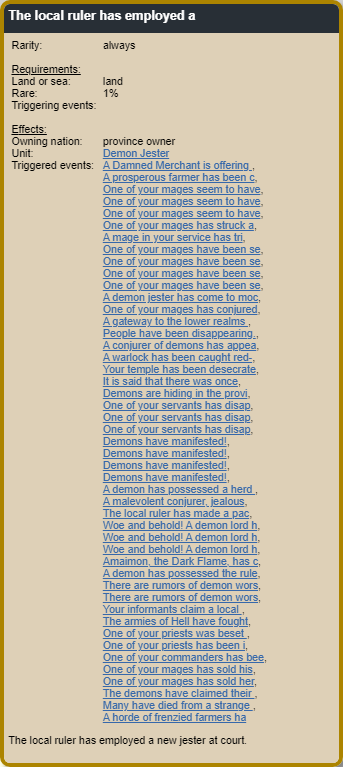 The local ruler has employed a
Rarity: always
Requirements:
Land or sea: land
Rare: 1%
Triggering events:
Effects:
Owning nation: province owner
Unit: Demon Jester
Triggered events: A Damned Merchant is offering ,
A prosperous farmer has been c,
One of your mages seem to have,
One of your mages seem to have,
One of your mages seem to have,
One of your mages has struck a,
A mage in your service has tri,
One of your mages have been se,
One of your mages have been se,
One of your mages have been se,
One of your mages have been se,
A demon jester has come to moc,
One of your mages has conjured,
A gateway to the lower realms ,
People have been disappearing.,
A conjurer of demons has appea,
A warlock has been caught red-,
Your temple has been desecrate,
It is said that there was once,
Demons are hiding in the provi,
One of your servants has disap,
One of your servants has disap,
One of your servants has disap,
Demons have manifested!,
Demons have manifested!,
Demons have manifested!,
Demons have manifested!,
A demon has possessed a herd ,
A malevolent conjurer, jealous,
The local ruler has made a pac,
Woe and behold! A demon lord h,
Woe and behold! A demon lord h,
Woe and behold! A demon lord h,
Amaimon, the Dark Flame, has c,
A demon has possessed the rule,
There are rumors of demon wors,
There are rumors of demon wors,
Your informants claim a local ,
The armies of Hell have fought,
One of your priests was beset ,
One of your priests has been i,
One of your commanders has bee,
One of your mages has sold his,
One of your mages has sold her,
The demons have claimed their ,
Many have died from a strange ,
A horde of frenzied farmers ha
The local ruler has employed a new jester at court.